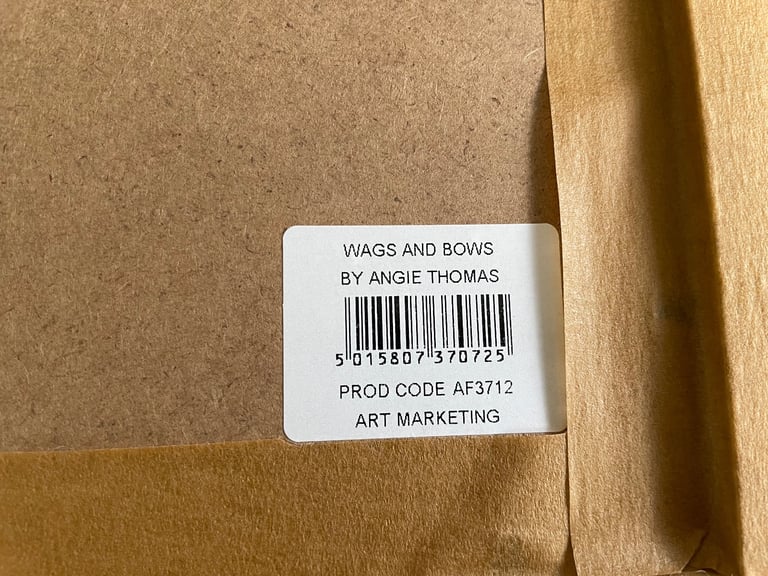 WAGS AND BOWS
BY ANGIE THOMAS
5 015807 370725
PROD CODE AF3712
ART MARKETING